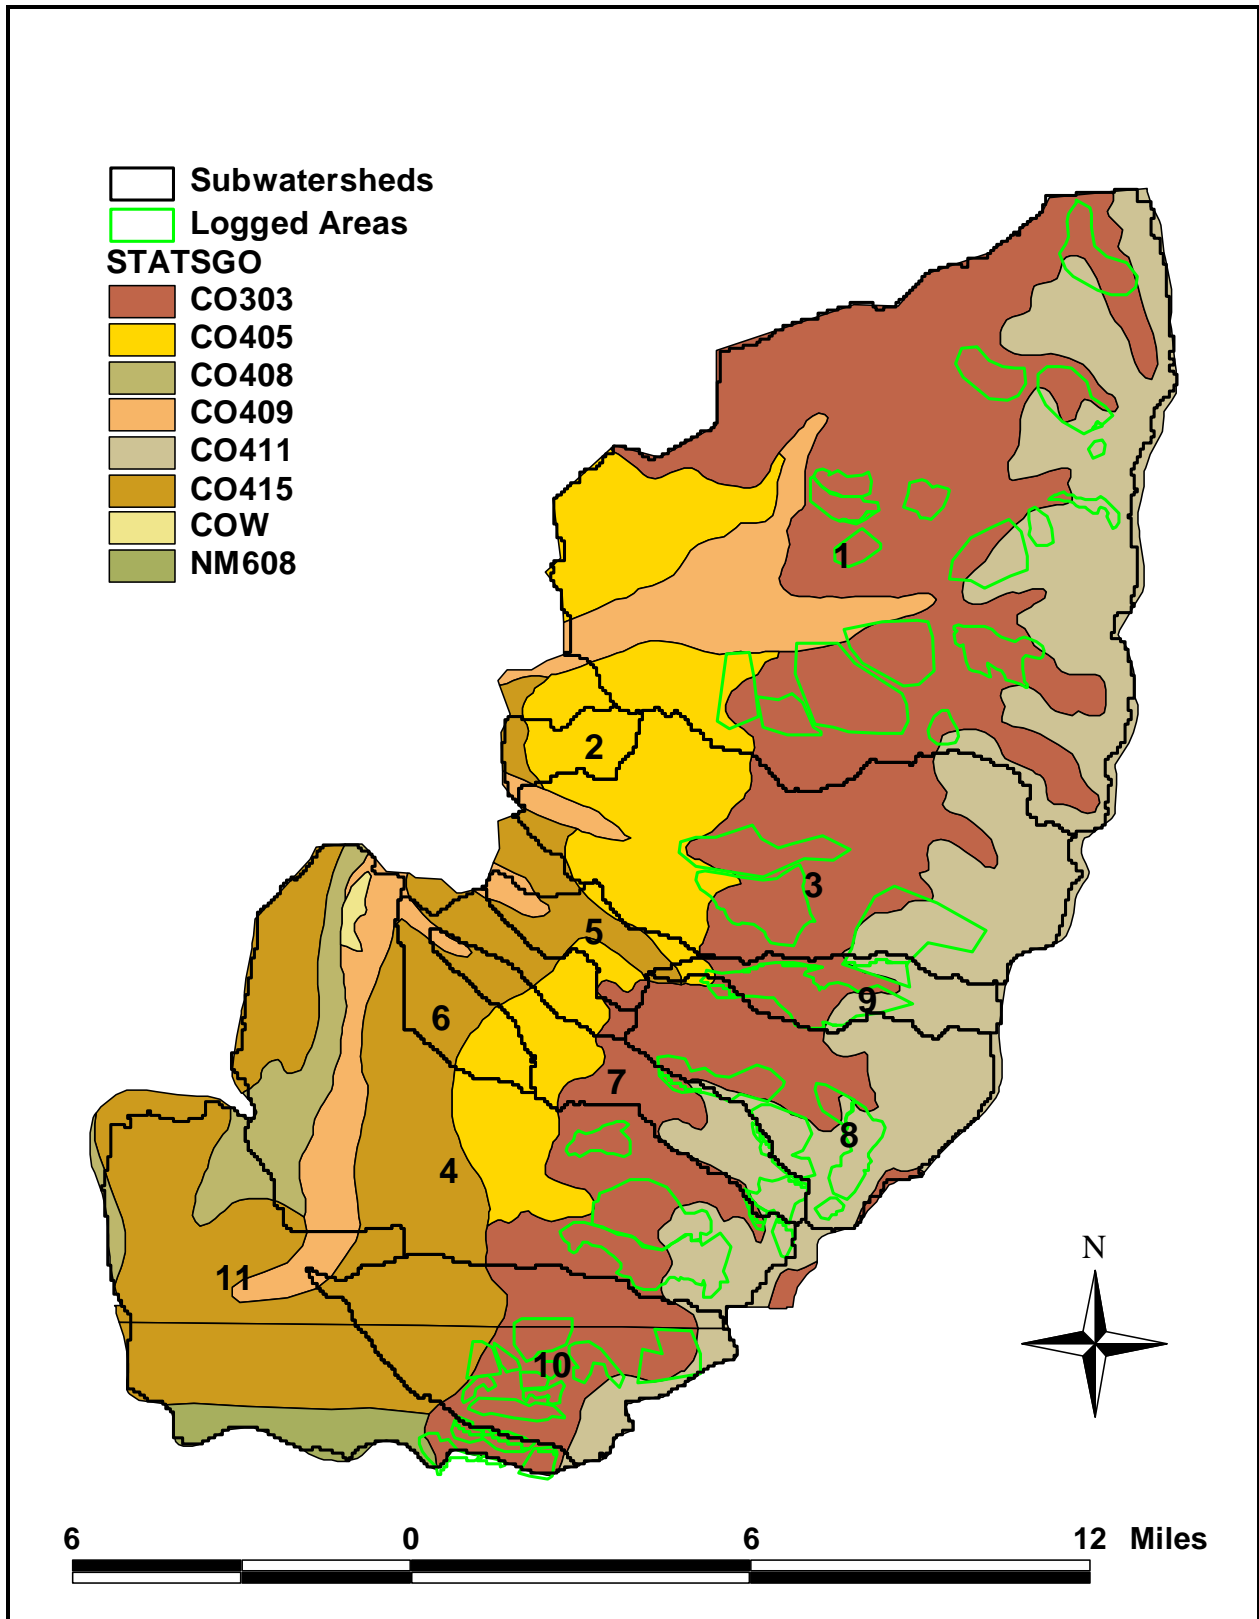 Subwatersheds
Logged Areas
STATSGO
CO303
CO405
CO408
CO409
CO411
CO415
COW
NM608
1
2
3
5
9
6
7
8
4
N
11
10
6 0 6 12 Miles